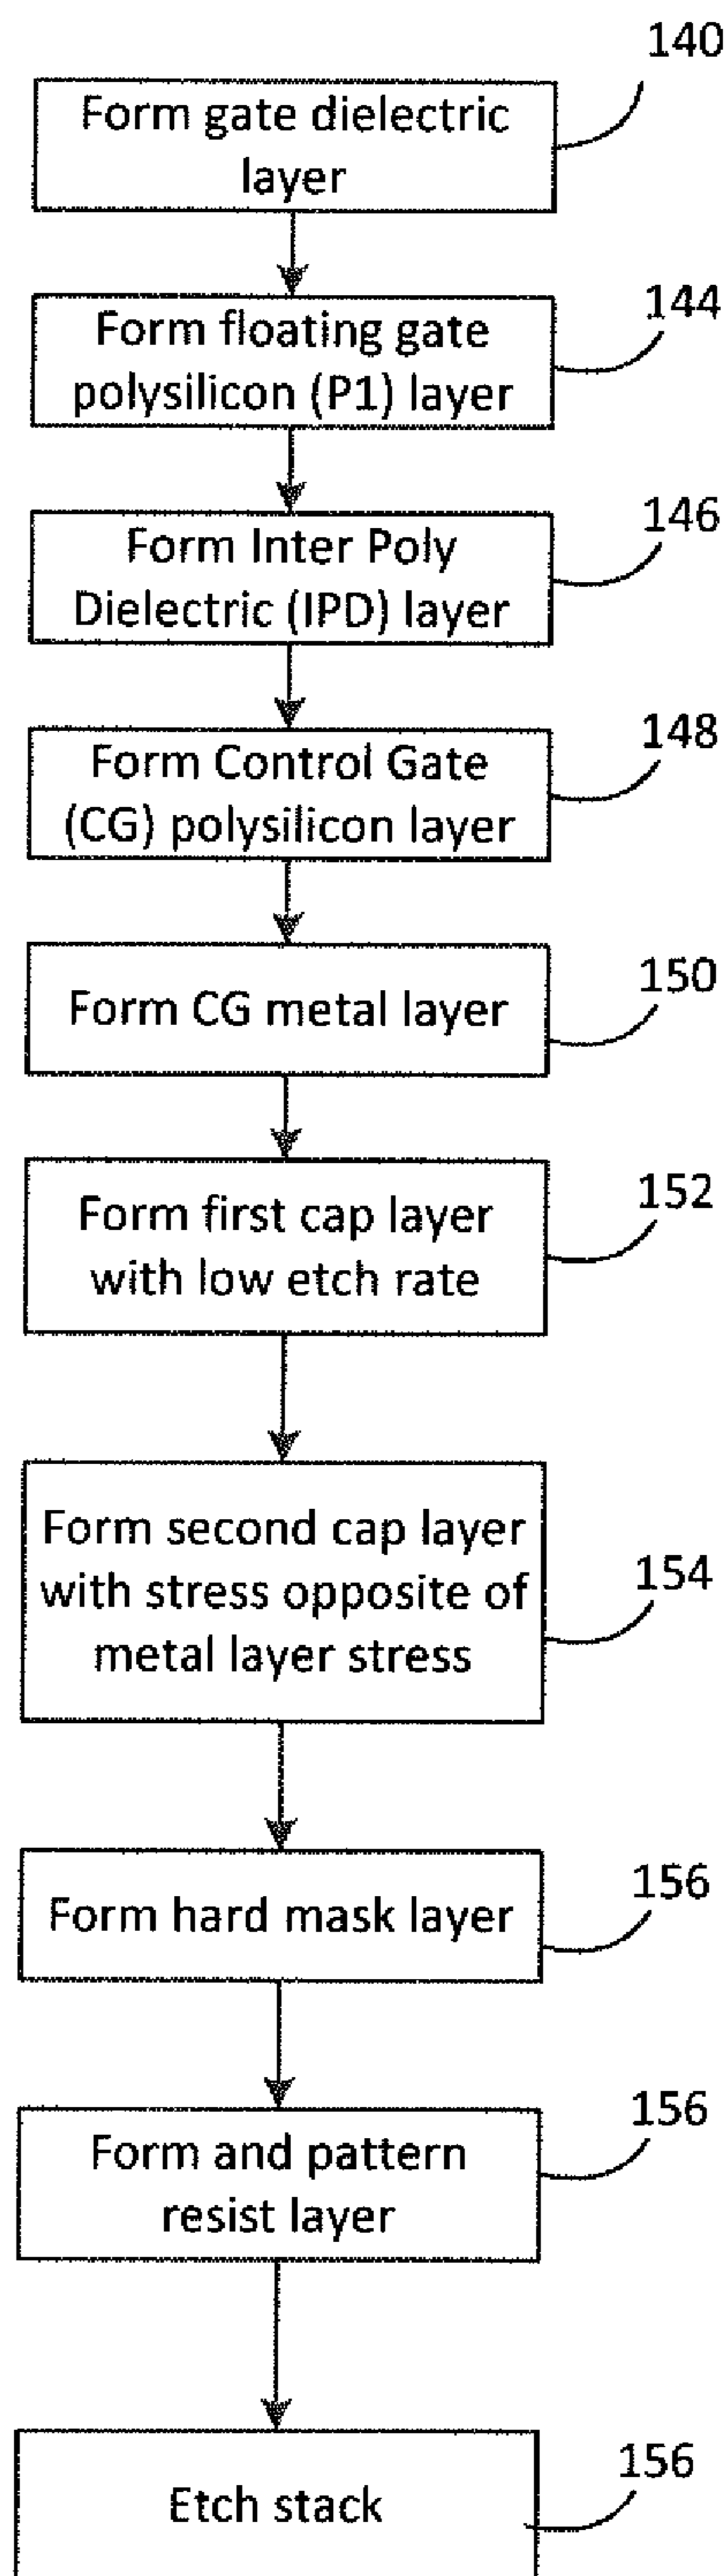 140
Form gate dielectric
layer
144
Form floating gate
polysilicon (P1) layer
146
Form Inter Poly
Dielectric (IPD) layer
148
Form Control Gate
(CG) polysilicon layer
150
Form CG metal layer
152
Form first cap layer
with low etch rate
154
Form second cap layer
with stress opposite of
metal layer stress
156
Form hard mask layer
156
Form and pattern
resist layer
156
Etch stack